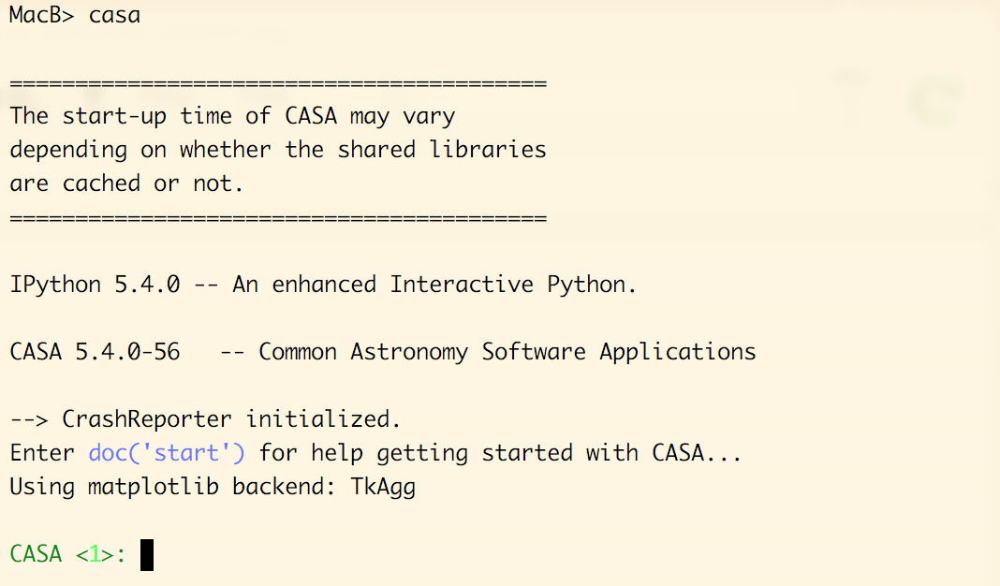 MacB> casa
=========================================
The start-up time of CASA may vary
depending on whether the shared libraries
are cached or not.
=========================================
IPython 5.4.0 -- An enhanced Interactive Python.
CASA 5.4.0-56   -- Common Astronomy Software Applications
--> CrashReporter initialized.
Enter doc('start') for help getting started with CASA...
Using matplotlib backend: TkAgg
CASA <1>: